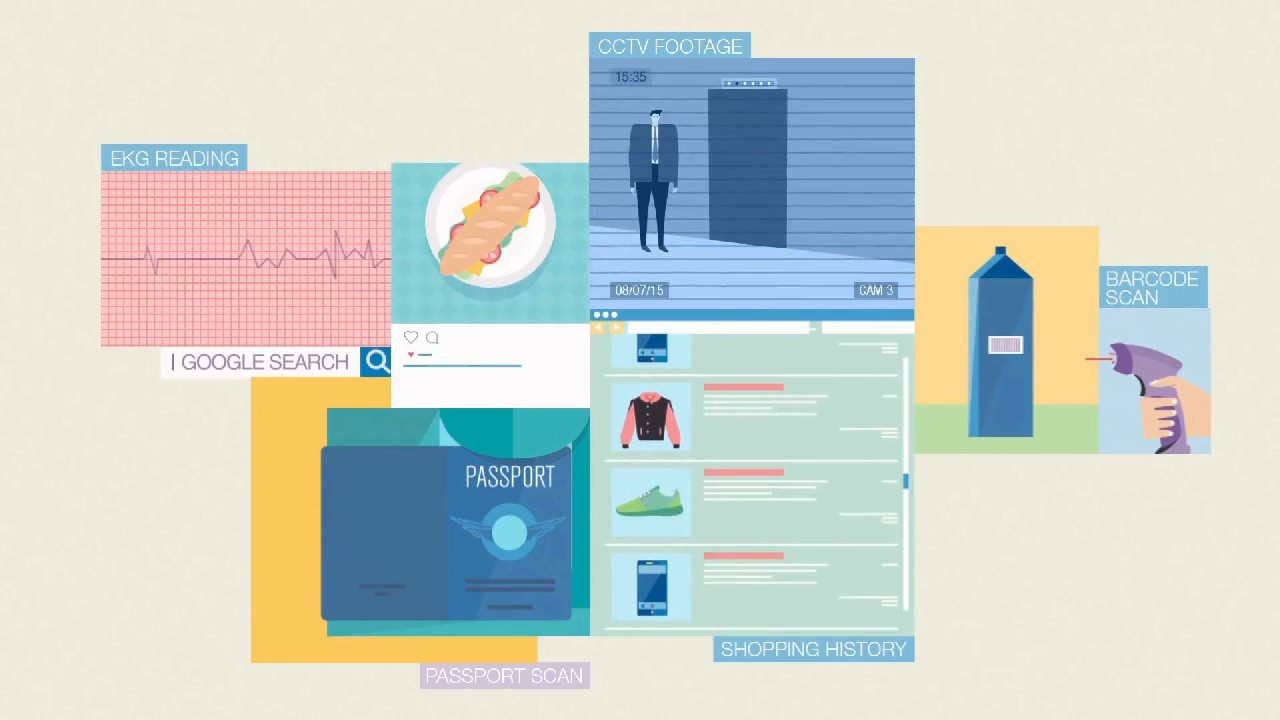 CCTV FOOTAGE
15:35
EKG READING
08/07/15
CAM 3
BARCODE
SCAN
GOOGLE SEARCH
PASSPORT
SHOPPING HISTORY
PASSPORT SCAN